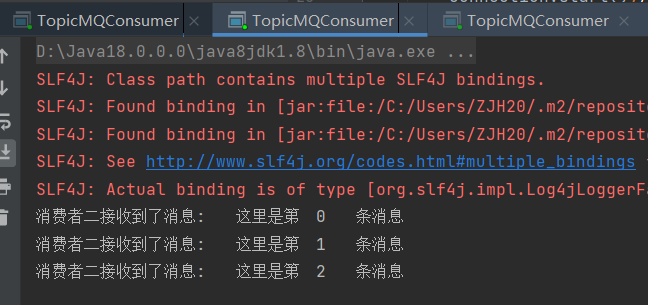 TopicMQConsumer TopicMQConsumer TopicMQConsumer
D:\Java18.0.0.0\java8jdk1.8\bin\java.exe ...
SLF4J: Class path contains multiple SLF4J bindings.
SLF4J: Found binding in [jar:file:/C:/Users/ZJH20/.m2/reposit
SLF4J: Found binding in [jar:file:/C:/Users/ZJH20/.m2/reposit
SLF4J: See http://www.slf4j.org/codes.html#multiple_bindings
SLF4J: Actual binding is of type [org.slf4j.impl.Log4jLoggerF
消费者二接收到了消息: 这里是第 0 条消息
消费者二接收到了消息: 这里是第 1 条消息
消费者二接收到了消息: 这里是第 2 条消息